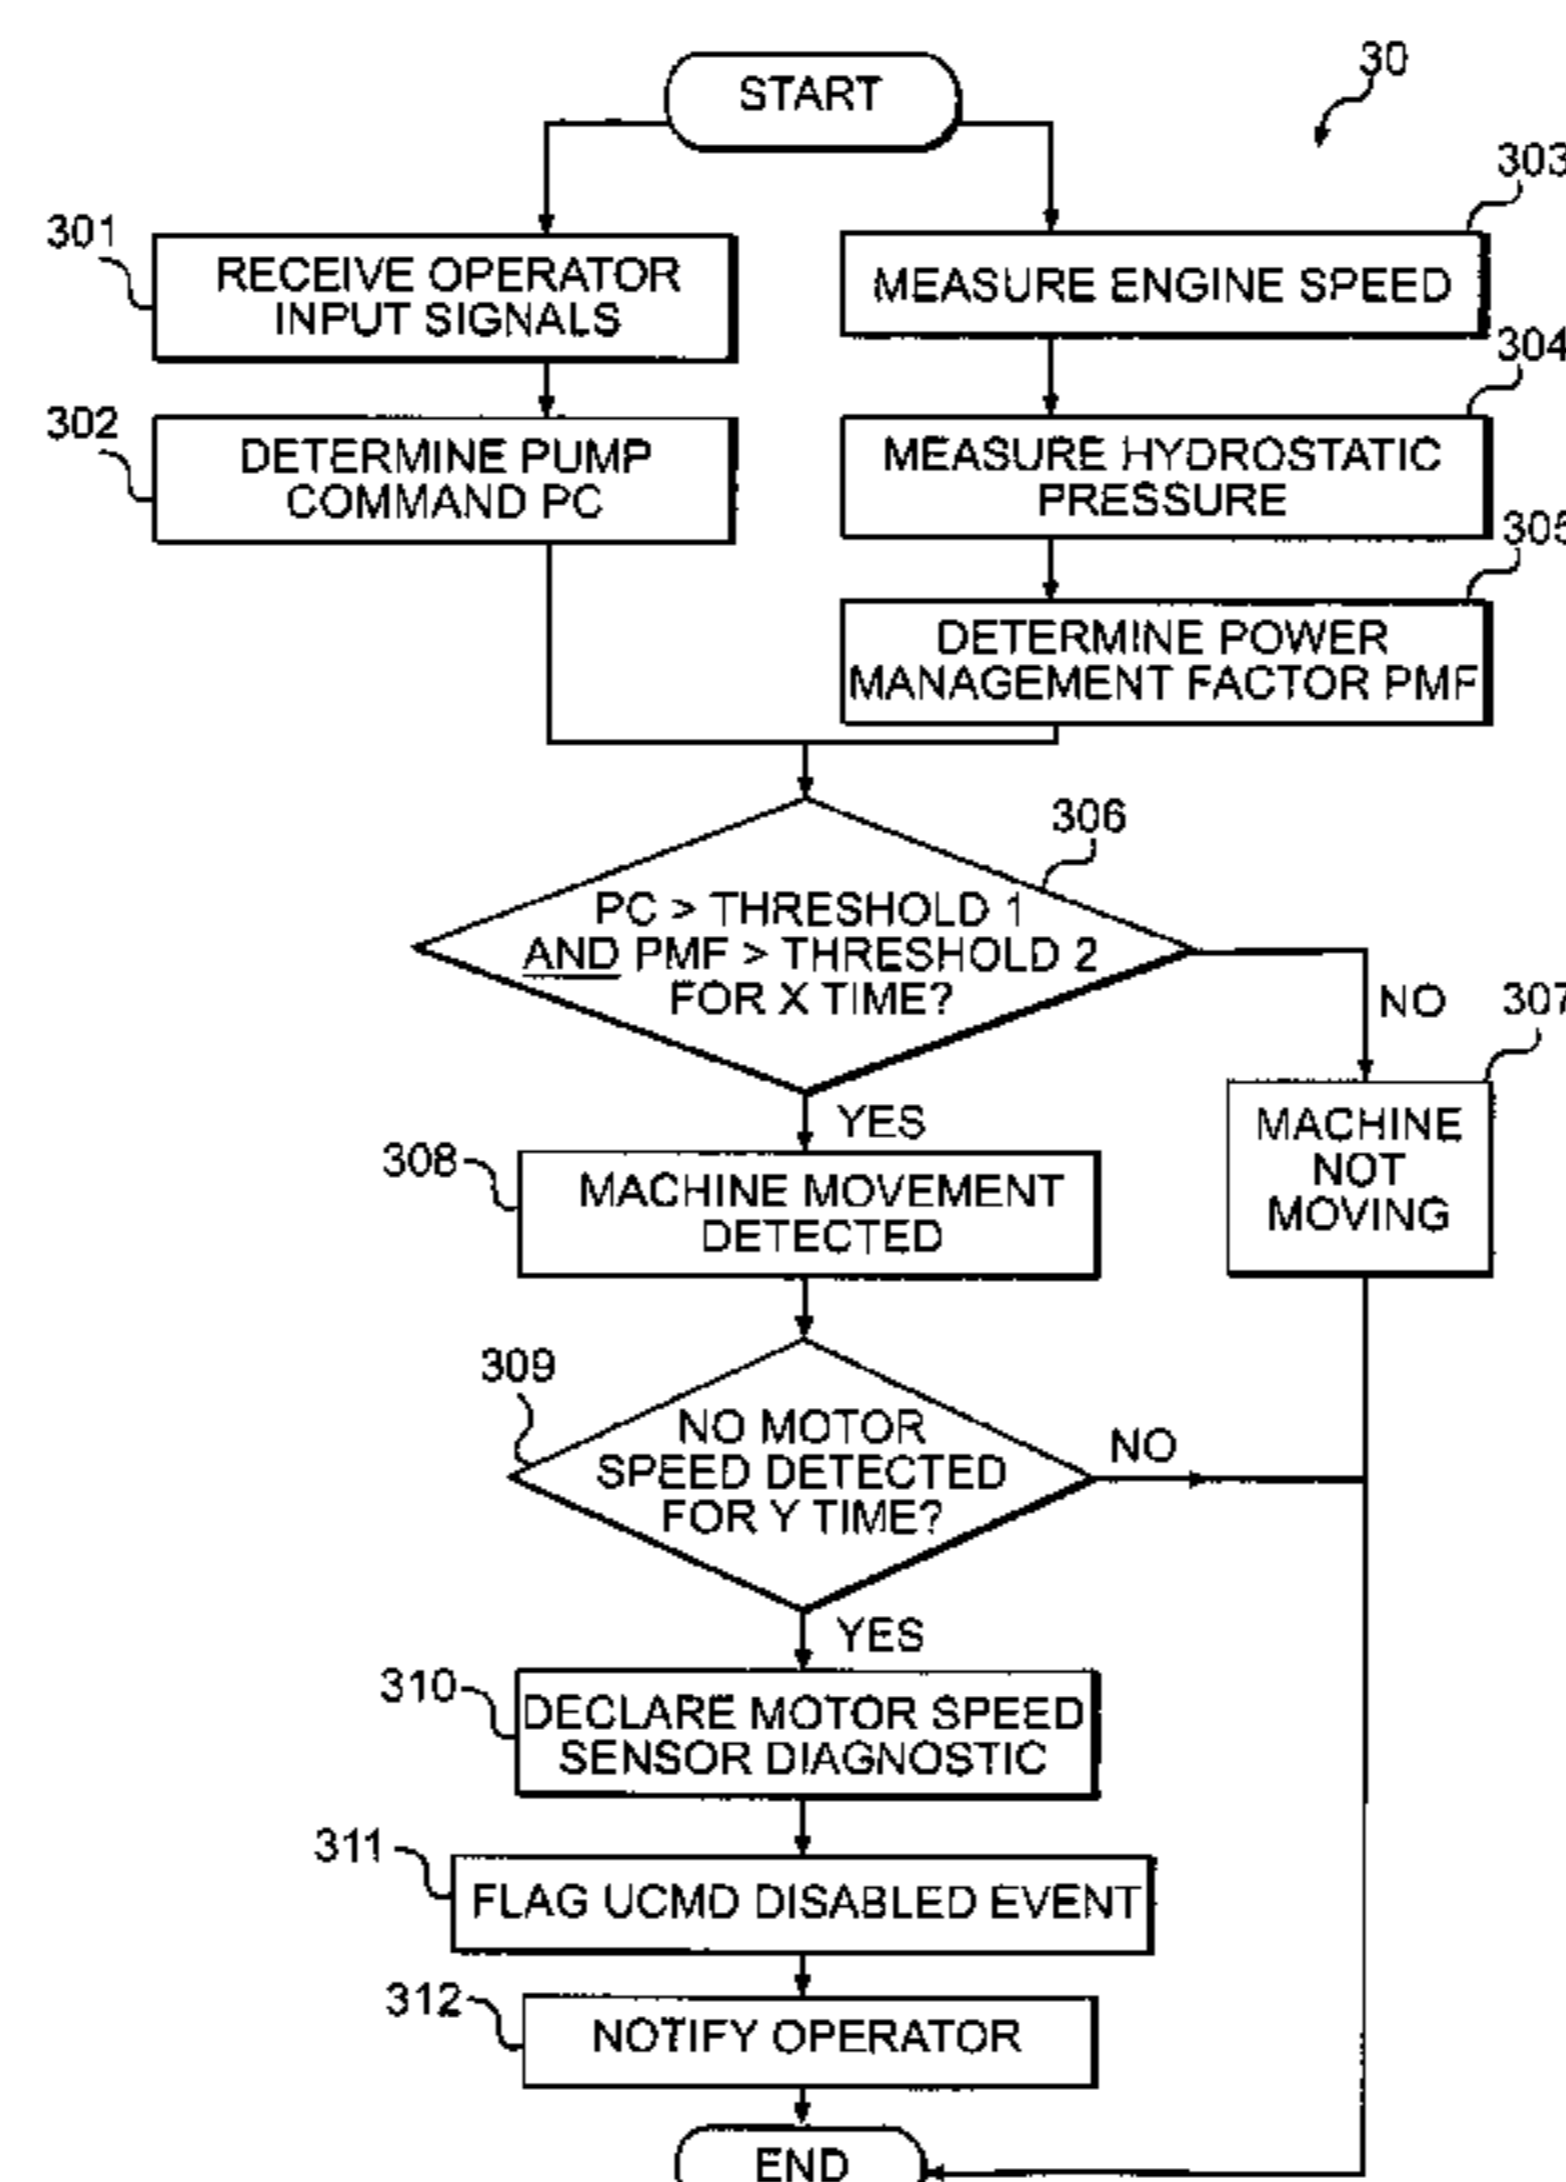 START
30
301
RECEIVE OPERATOR
INPUT SIGNALS
303
MEASURE ENGINE SPEED
302
DETERMINE PUMP
COMMAND PC
304
MEASURE HYDROSTATIC
PRESSURE
305
DETERMINE POWER
MANAGEMENT FACTOR PMF
306
PC > THRESHOLD 1
AND PMF > THRESHOLD 2
FOR X TIME?
NO
307
MACHINE
NOT
MOVING
YES
308
MACHINE MOVEMENT
DETECTED
309
NO MOTOR
SPEED DETECTED
FOR Y TIME?
NO
YES
310
DECLARE MOTOR SPEED
SENSOR DIAGNOSTIC
311
FLAG UCMD DISABLED EVENT
312
NOTIFY OPERATOR
END